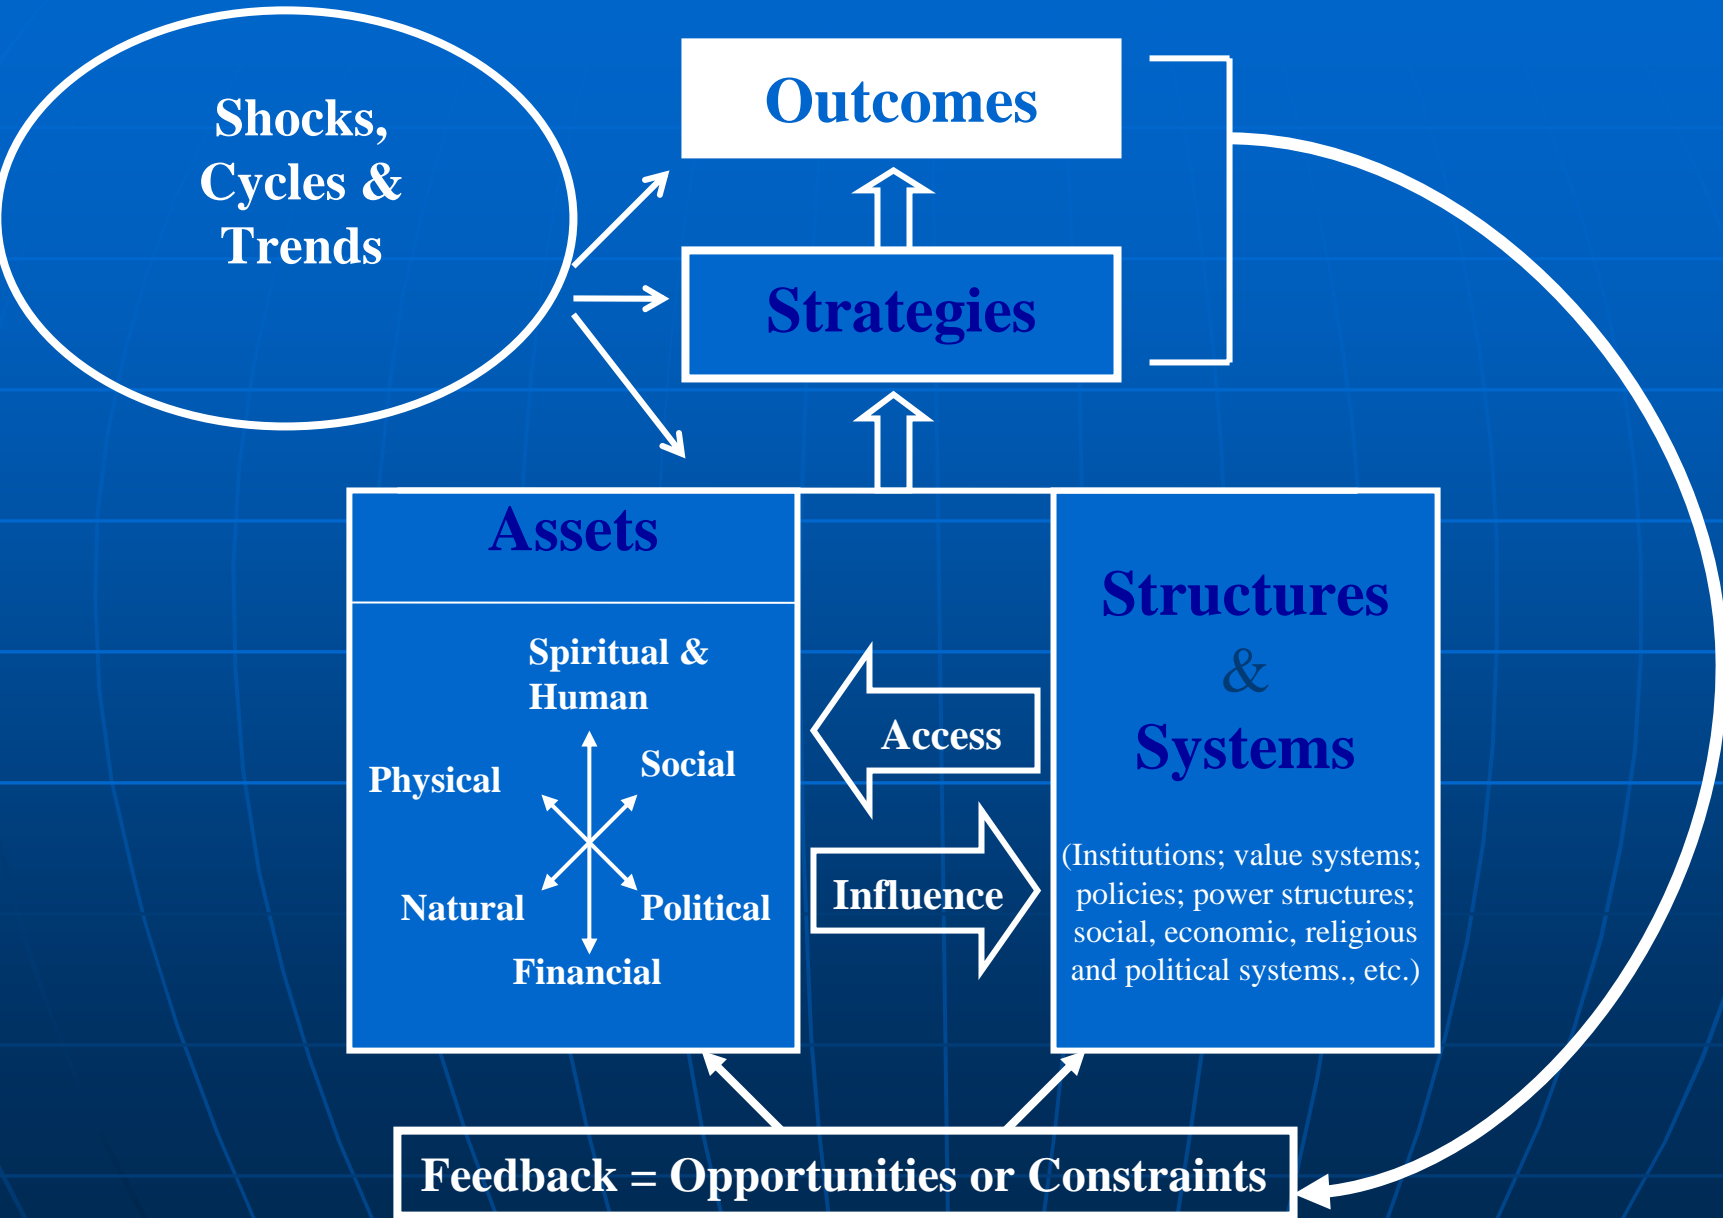 Shocks,
Cycles &
Trends
Outcomes
Strategies
Assets
Spiritual &
Human
Physical
Social
Natural
Political
Financial
Access
Influence
Structures
&
Systems
(Institutions; value systems;
policies; power structures;
social, economic, religious
and political systems., etc.)
Feedback = Opportunities or Constraints